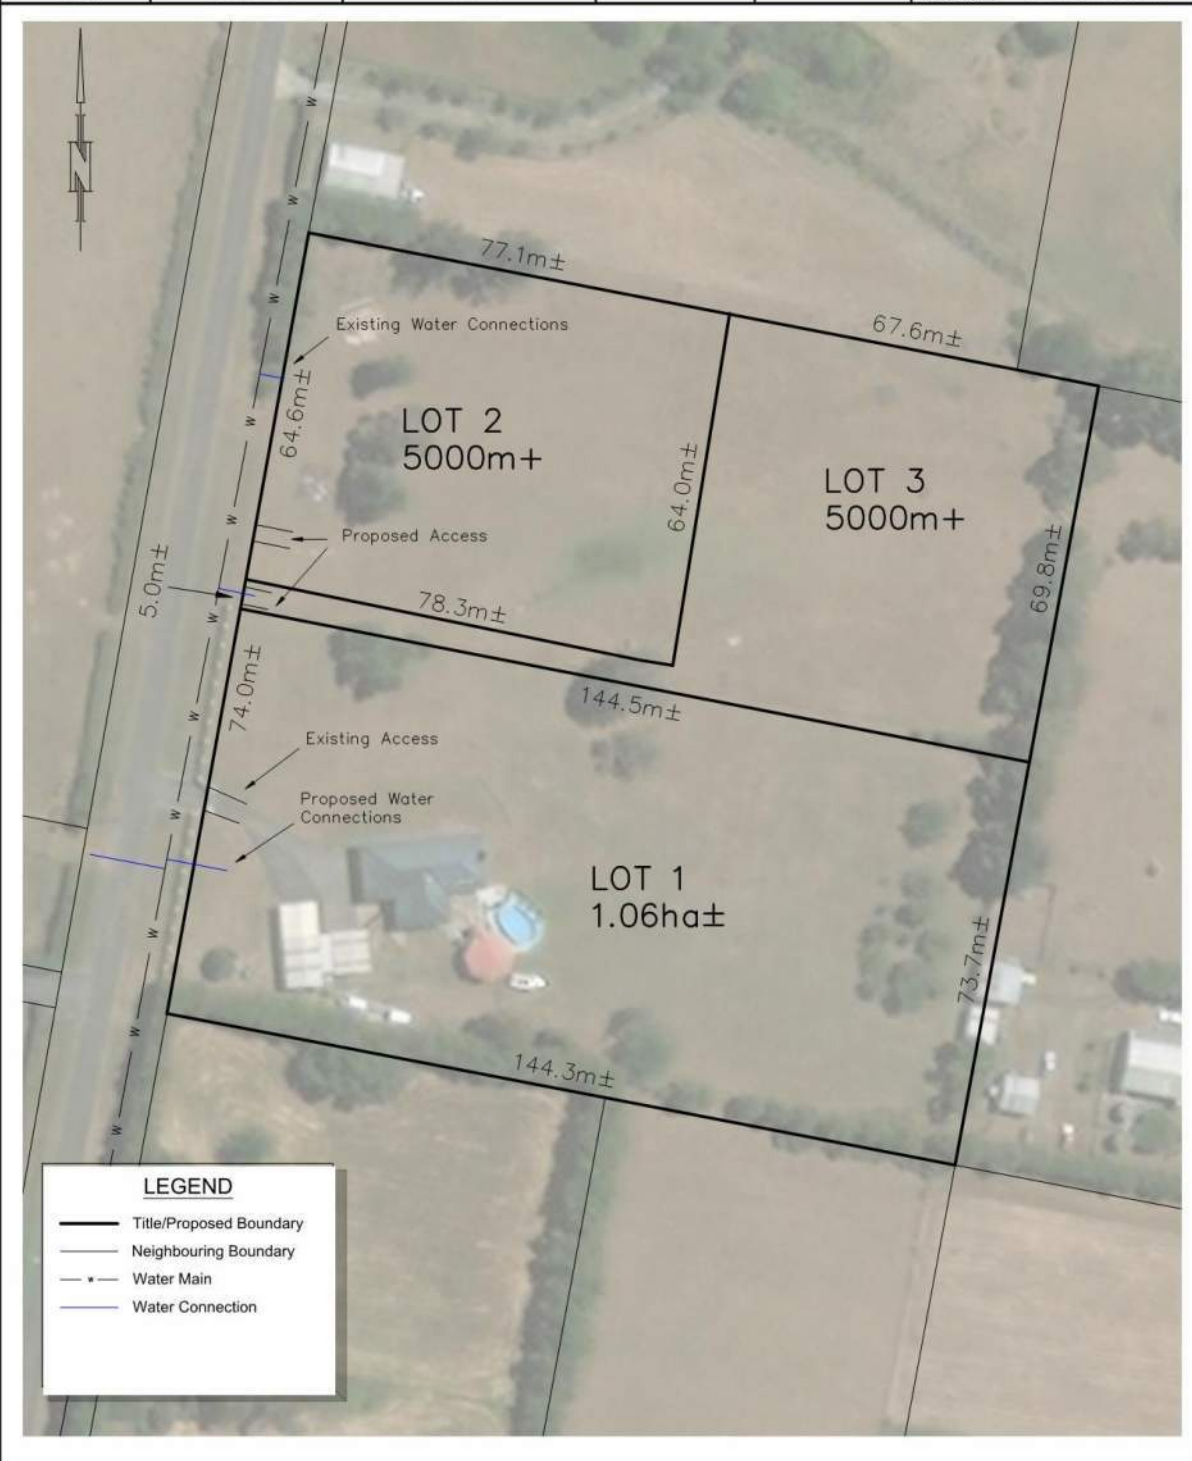 N
W
W
77.1m±
67.6m±
W
Existing Water Connections
64.6m±
W
LOT 2
5000m+
LOT 3
5000m+
64.0m±
W
Proposed Access
5.0m±
69.8m±
78.3m±
W
74.0m±
144.5m±
W
Existing Access
Proposed Water
Connections
W
LOT 1
1.06ha±
W
73.7m±
W
144.3m±
W
LEGEND
Title/Proposed Boundary
Neighbouring Boundary
W Water Main
Water Connection